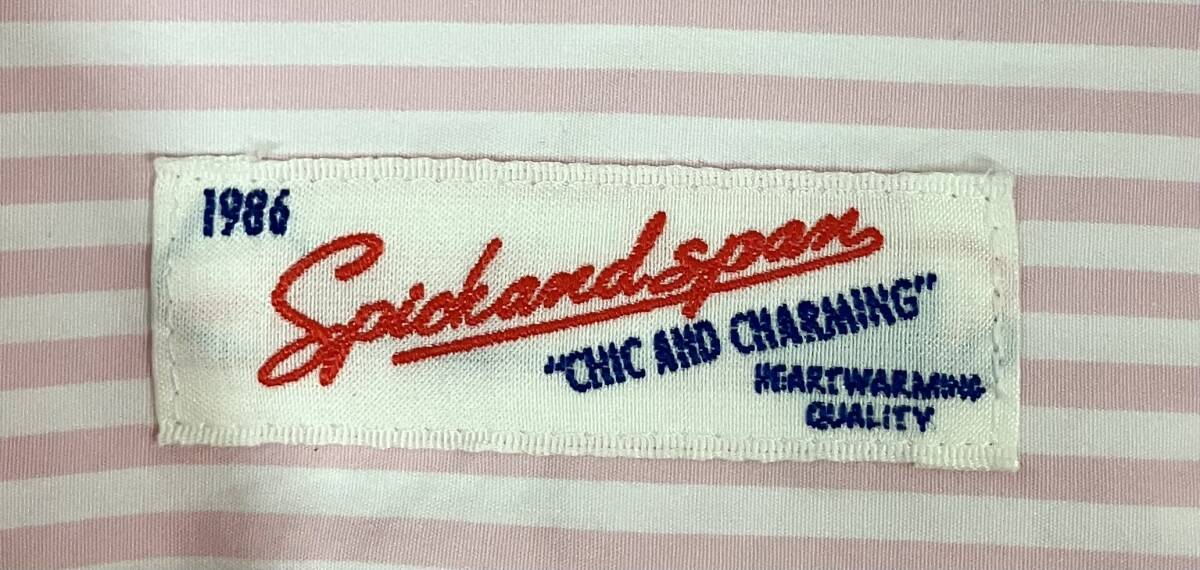 1986
Spickandspan
"CHIC AND CHARMING"
HEARTWARMING
QUALITY